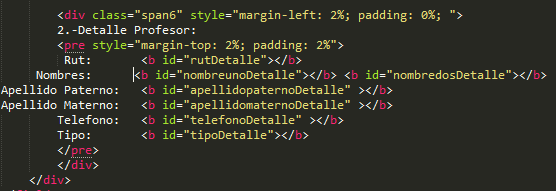 <div class="span6" style="margin-left: 2%; padding: 0%; ">
2.-Detalle Profesor:
<pre style="margin-top: 2%; padding: 2%">
Rut: <b id="rutDetalle"></b>
Nombres: <b id="nombreunoDetalle"></b> <b id="nombredosDetalle"></b>
Apellido Paterno: <b id="apellidopaternoDetalle" ></b>
Apellido Materno: <b id="apellidomaternoDetalle" ></b>
Telefono: <b id="telefonoDetalle" ></b>
Tipo: <b id="tipoDetalle"></b>
</pre>
</div>
</div>